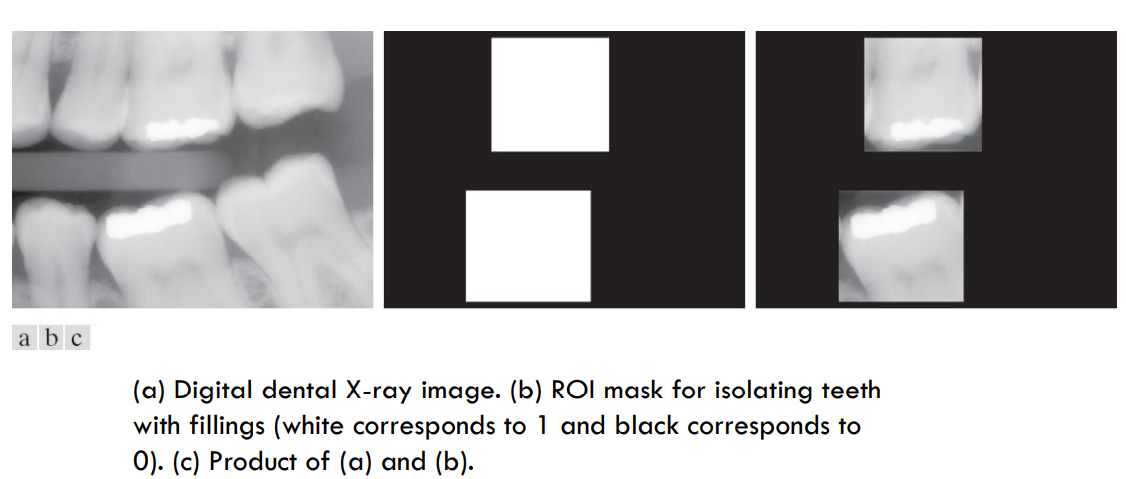 a b c
(a) Digital dental X-ray image. (b) ROI mask for isolating teeth
with fillings (white corresponds to 1 and black corresponds to
0). (c) Product of (a) and (b).